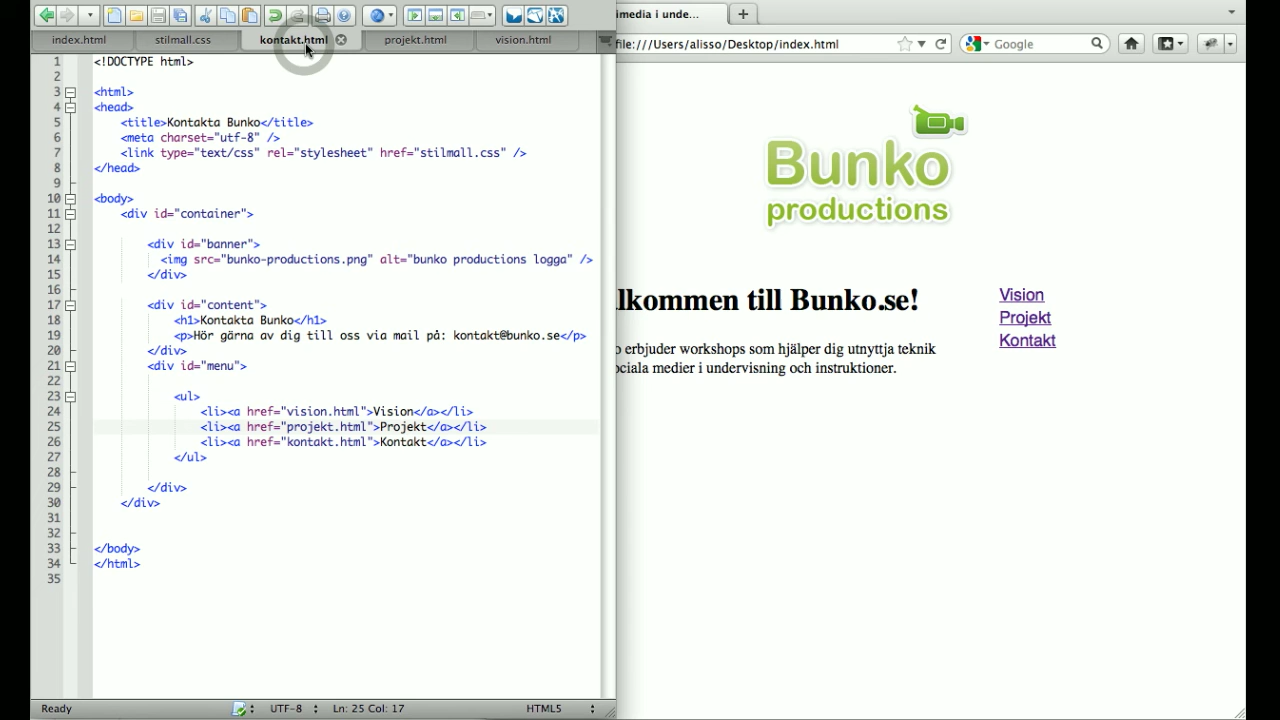 index.html stilmall.css kontakt.html projekt.html vision.html
1 <!DOCTYPE html>
2
3 <html>
4 <head>
5 <title>Kontakta Bunko</title>
6 <meta charset="utf-8" />
7 <link type="text/css" rel="stylesheet" href="stilmall.css" />
8 </head>
9
10 <body>
11 <div id="container">
12
13 <div id="banner">
14 <img src="bunko-productions.png" alt="bunko productions logga" />
15 </div>
16
17 <div id="content">
18 <h1>Kontakta Bunko</h1>
19 <p>Hör gärna av dig till oss via mail på: kontakt@bunko.se</p>
20 </div>
21 <div id="menu">
22
23 <ul>
24 <li><a href="vision.html">Vision</a></li>
25 <li><a href="projekt.html">Projekt</a></li>
26 <li><a href="kontakt.html">Kontakt</a></li>
27 </ul>
28
29 </div>
30 </div>
31
32
33 </body>
34 </html>
35
Ready UTF-8 Ln: 25 Col: 17 HTML5
imedia i unde...
file:///Users/alisso/Desktop/index.html Google
Bunko
productions
lkommen till Bunko.se!
o erbjuder workshops som hjälper dig utnyttja teknik
ociala medier i undervisning och instruktioner.
Vision
Projekt
Kontakt